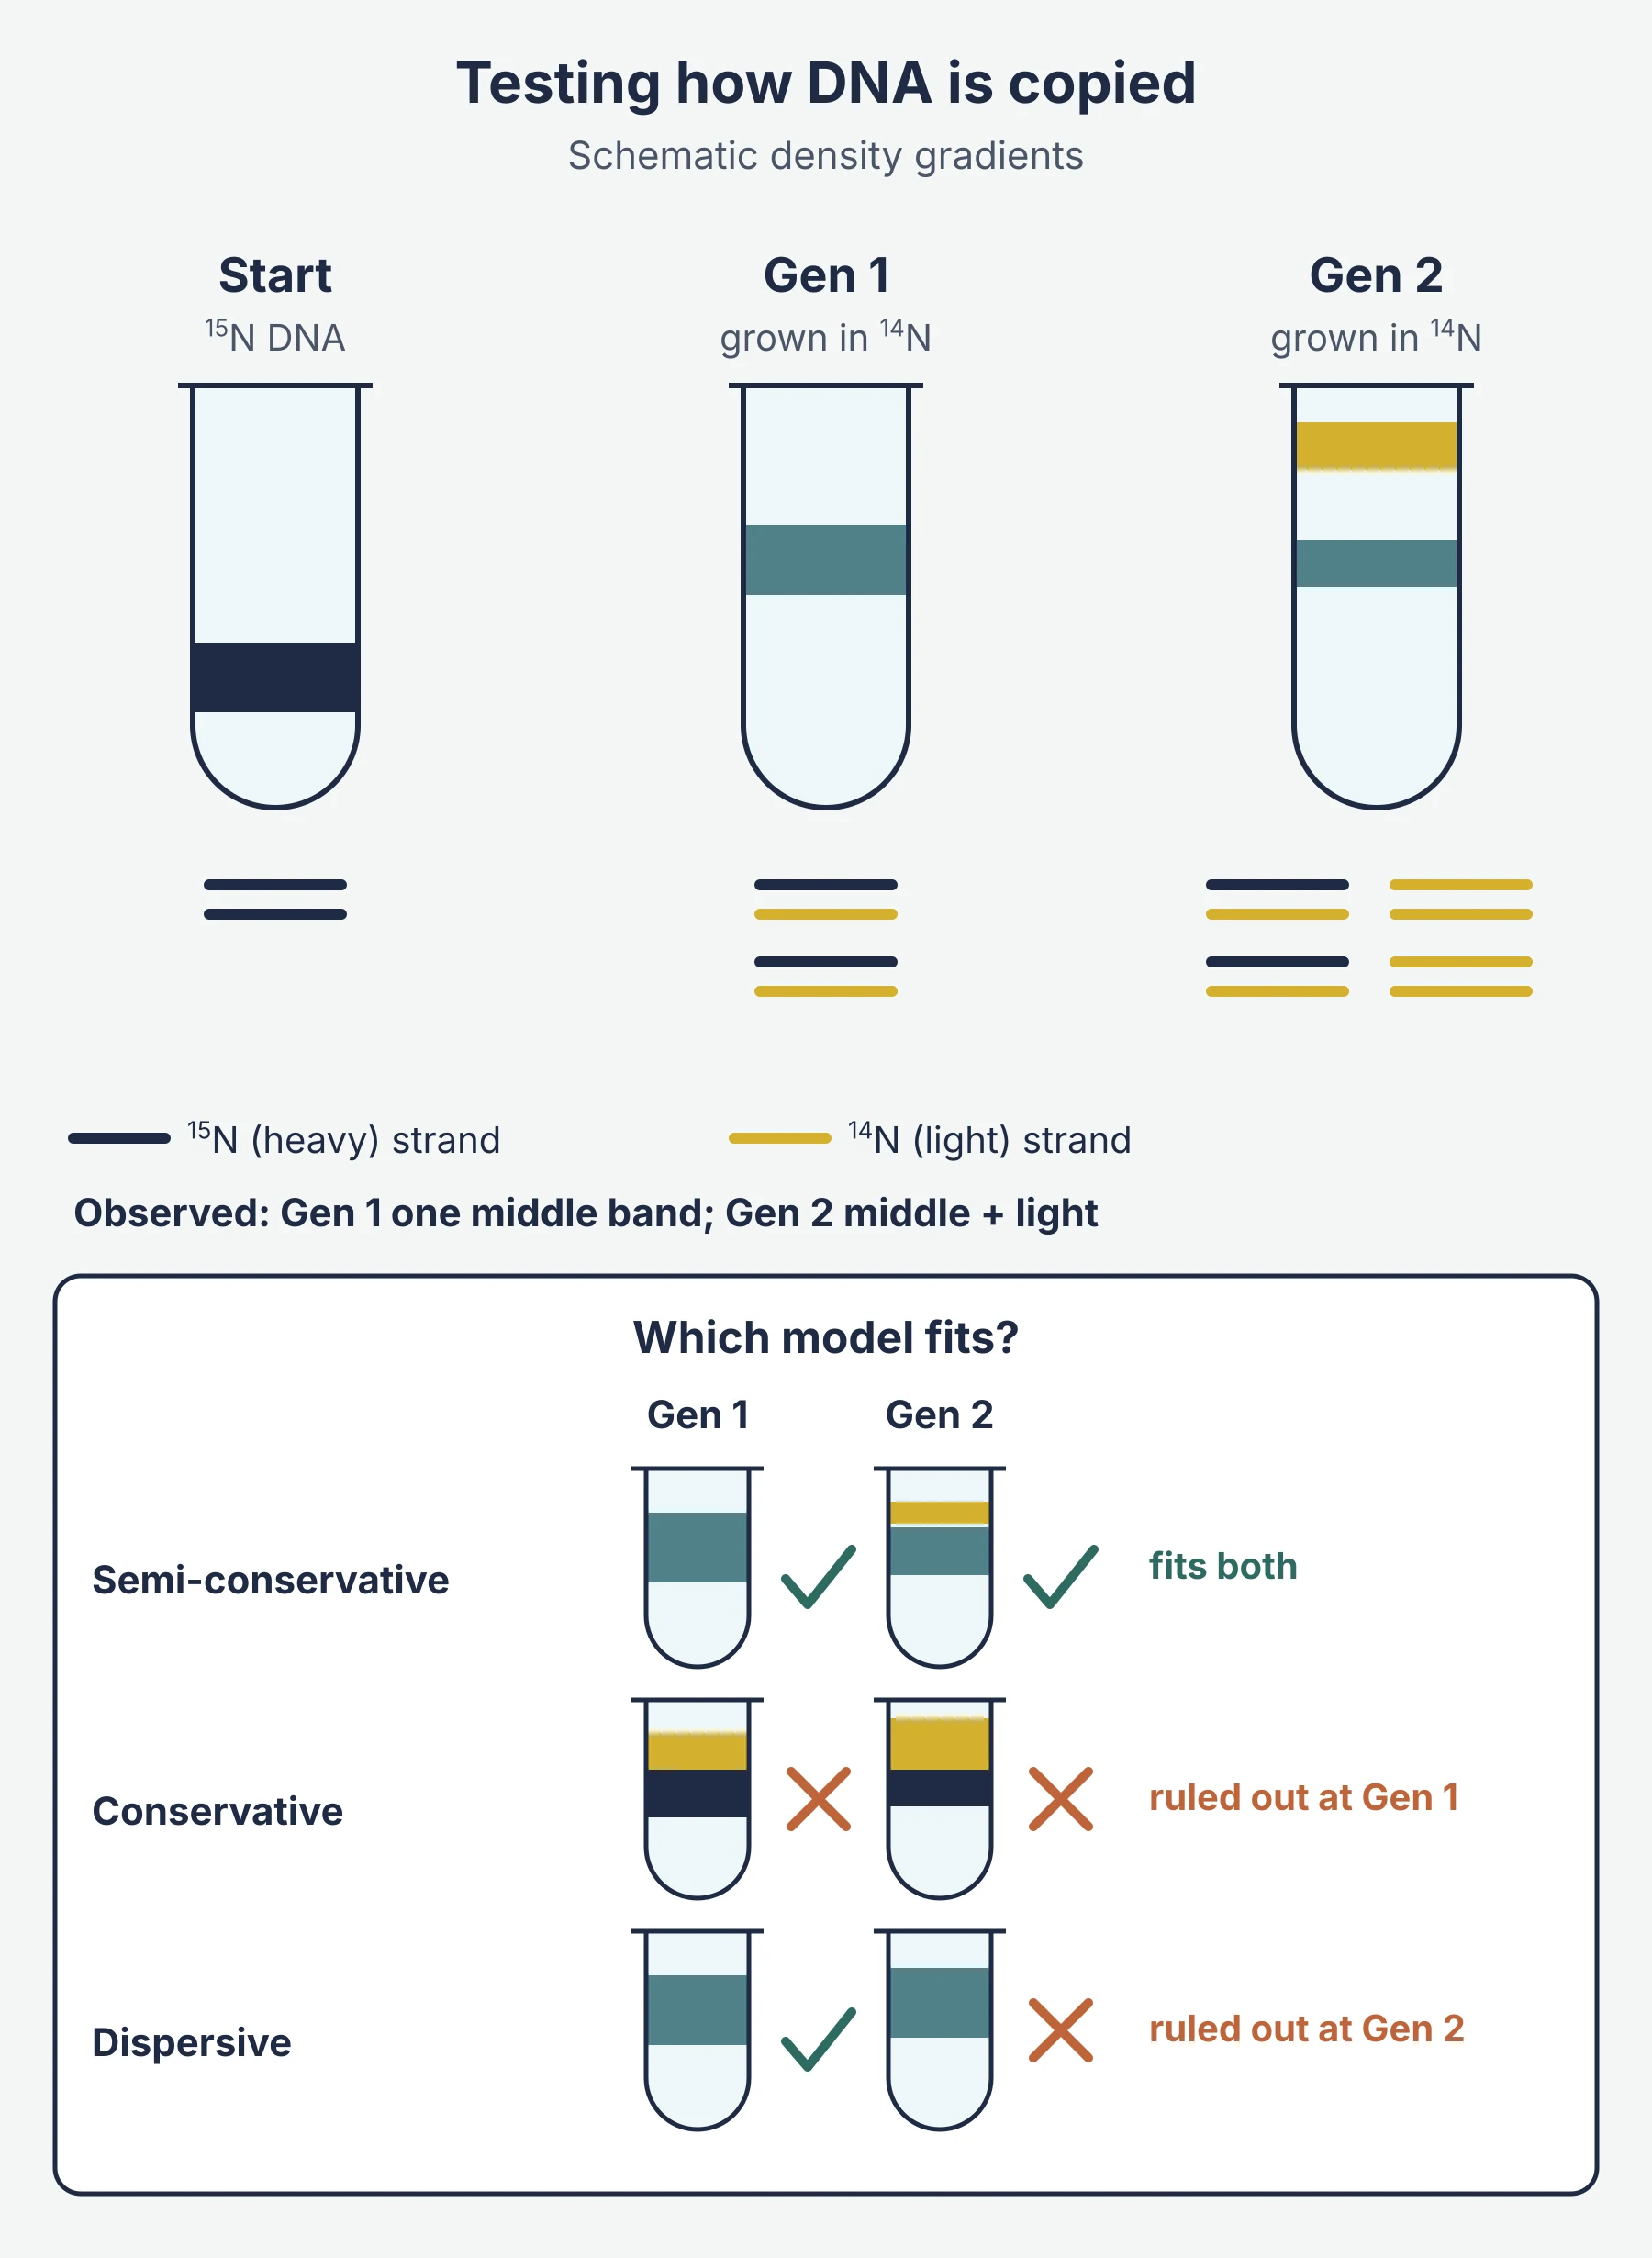 Testing how DNA is copied
Schematic density gradients
Start
¹⁵N DNA
Gen 1
grown in ¹⁴N
Gen 2
grown in ¹⁴N
¹⁵N (heavy) strand
¹⁴N (light) strand
Observed: Gen 1 one middle band; Gen 2 middle + light
Which model fits?
Gen 1
Gen 2
Semi-conservative
fits both
Conservative
ruled out at Gen 1
Dispersive
ruled out at Gen 2